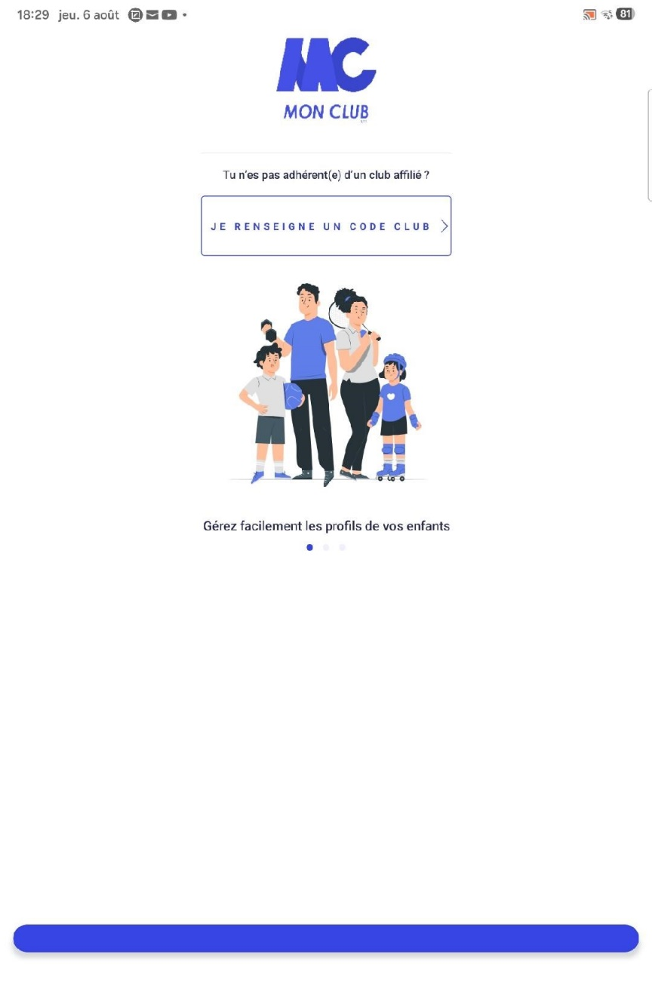 18:29 jeu. 6 août
81
MC
MON CLUB
Tu n'es pas adhérent(e) d'un club affilié ?
JE RENSEIGNE UN CODE CLUB
Gérez facilement les profils de vos enfants